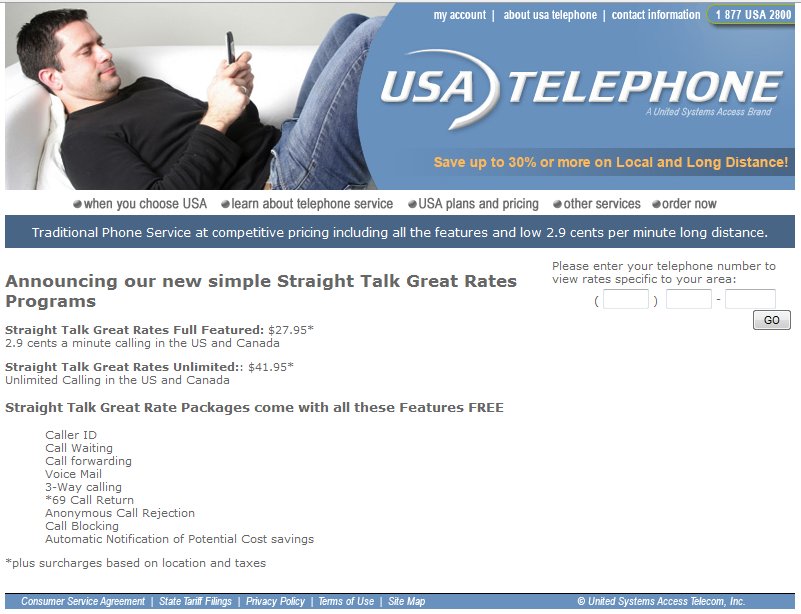 my account | about usa telephone | contact information 1 877 USA 2800
USA TELEPHONE
A United Systems Access Brand
Save up to 30% or more on Local and Long Distance!
when you choose USA learn about telephone service USA plans and pricing other services order now
Traditional Phone Service at competitive pricing including all the features and low 2.9 cents per minute long distance.
Announcing our new simple Straight Talk Great Rates
Programs
Straight Talk Great Rates Full Featured: $27.95*
2.9 cents a minute calling in the US and Canada
Straight Talk Great Rates Unlimited:: $41.95*
Unlimited Calling in the US and Canada
Straight Talk Great Rate Packages come with all these Features FREE
Caller ID
Call Waiting
Call forwarding
Voice Mail
3-Way calling
*69 Call Return
Anonymous Call Rejection
Call Blocking
Automatic Notification of Potential Cost savings
*plus surcharges based on location and taxes
Please enter your telephone number to
view rates specific to your area:
( ) -
GO
Consumer Service Agreement | State Tariff Filings | Privacy Policy | Terms of Use | Site Map © United Systems Access Telecom, Inc.